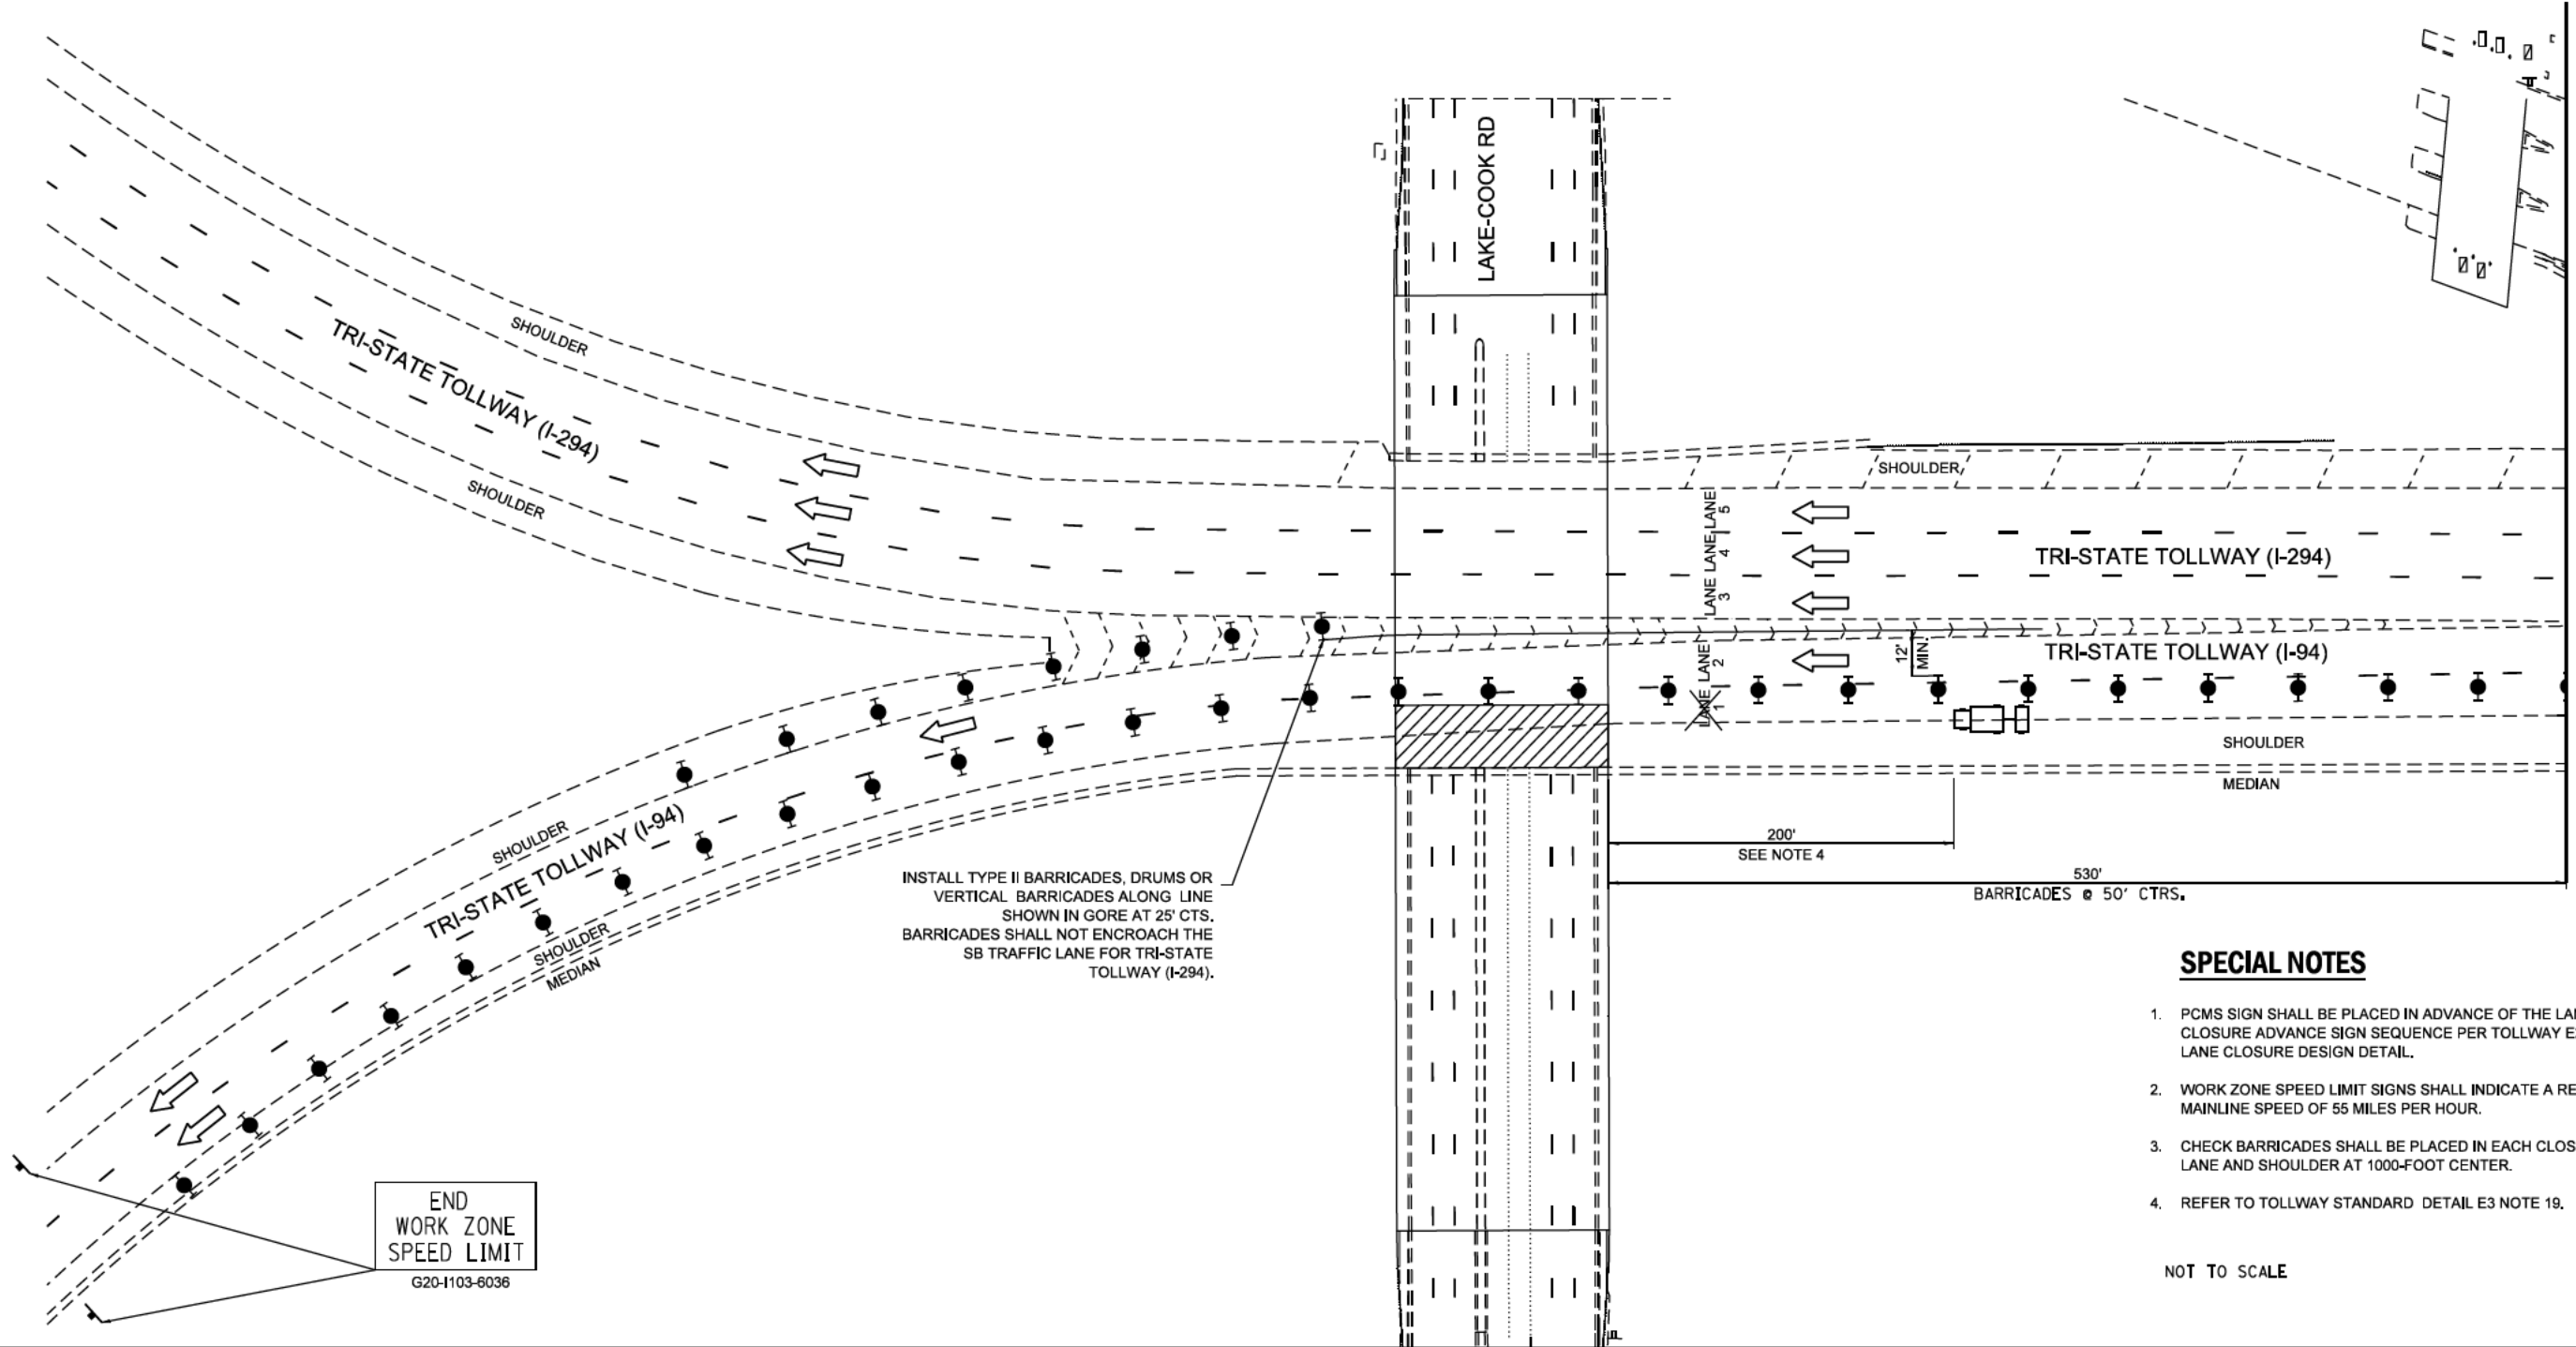 LAKE-COOK RD
SHOULDER
TRI-STATE TOLLWAY (I-294)
SHOULDER
SHOULDER
LANE 5
LANE 4
LANE 3
LANE 2
LANE 1
TRI-STATE TOLLWAY (I-294)
12'
MIN.
TRI-STATE TOLLWAY (I-94)
SHOULDER
MEDIAN
200'
SEE NOTE 4
530'
BARRICADES @ 50' CTRS.
SHOULDER
TRI-STATE TOLLWAY (I-94)
SHOULDER
MEDIAN
INSTALL TYPE II BARRICADES, DRUMS OR
VERTICAL BARRICADES ALONG LINE
SHOWN IN GORE AT 25' CTS.
BARRICADES SHALL NOT ENCROACH THE
SB TRAFFIC LANE FOR TRI-STATE
TOLLWAY (I-294).
END
WORK ZONE
SPEED LIMIT
G20-I103-6036
SPECIAL NOTES
1. PCMS SIGN SHALL BE PLACED IN ADVANCE OF THE
CLOSURE ADVANCE SIGN SEQUENCE PER TOLLWAY
LANE CLOSURE DESIGN DETAIL.
2. WORK ZONE SPEED LIMIT SIGNS SHALL INDICATE A
MAINLINE SPEED OF 55 MILES PER HOUR.
3. CHECK BARRICADES SHALL BE PLACED IN EACH
LANE AND SHOULDER AT 1000-FOOT CENTER.
4. REFER TO TOLLWAY STANDARD DETAIL E3 NOTE 19.
NOT TO SCALE